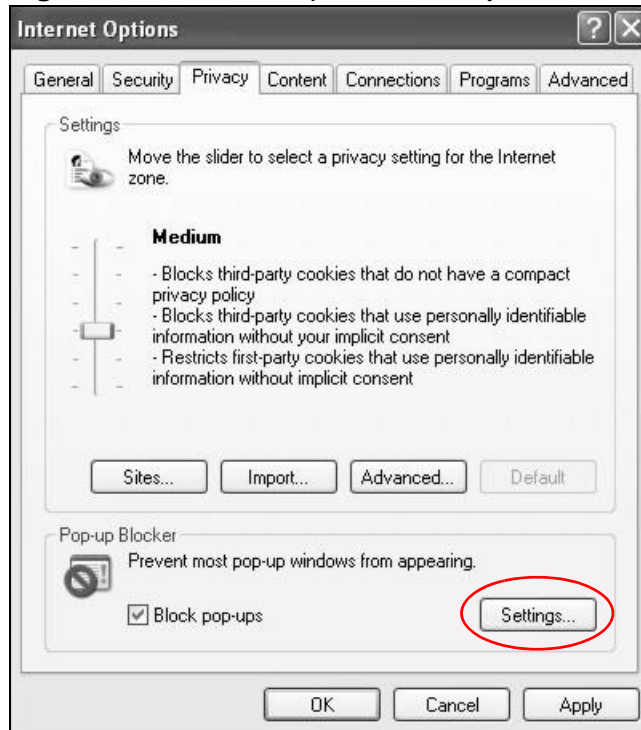 Internet Options
General Security Privacy Content Connections Programs Advanced
Settings
Move the slider to select a privacy setting for the Internet
zone.
Medium
- Blocks third-party cookies that do not have a compact
privacy policy
- Blocks third-party cookies that use personally identifiable
information without your implicit consent
- Restricts first-party cookies that use personally identifiable
information without implicit consent
Sites... Import... Advanced... Default
Pop-up Blocker
Prevent most pop-up windows from appearing.
Block pop-ups Settings...
OK Cancel Apply